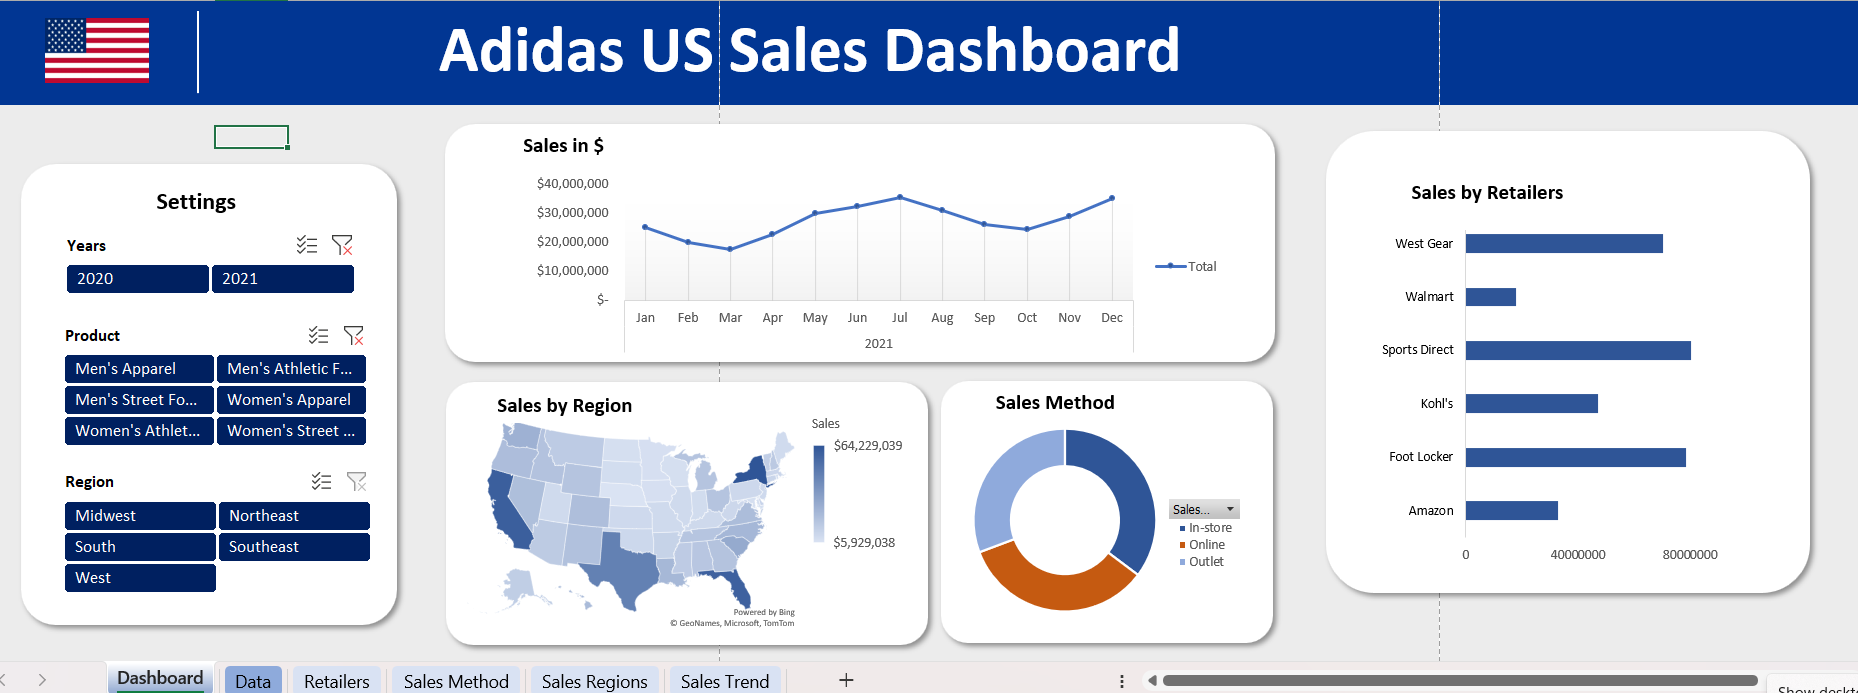 Adidas US Sales Dashboard
Settings
Years
2020
2021
Product
Men's Apparel
Men's Athletic F...
Men's Street Fo...
Women's Apparel
Women's Athlet...
Women's Street ...
Region
Midwest
Northeast
South
Southeast
West
Sales in $
$40,000,000
$30,000,000
$20,000,000
$10,000,000
$-
Jan Feb Mar Apr May Jun Jul Aug Sep Oct Nov Dec
2021
Total
Sales by Region
Sales
$64,229,039
$5,929,038
Powered by Bing
© GeoNames, Microsoft, TomTom
Sales Method
Sales...
In-store
Online
Outlet
Sales by Retailers
West Gear
Walmart
Sports Direct
Kohl's
Foot Locker
Amazon
0 40000000 80000000
Dashboard Data Retailers Sales Method Sales Regions Sales Trend